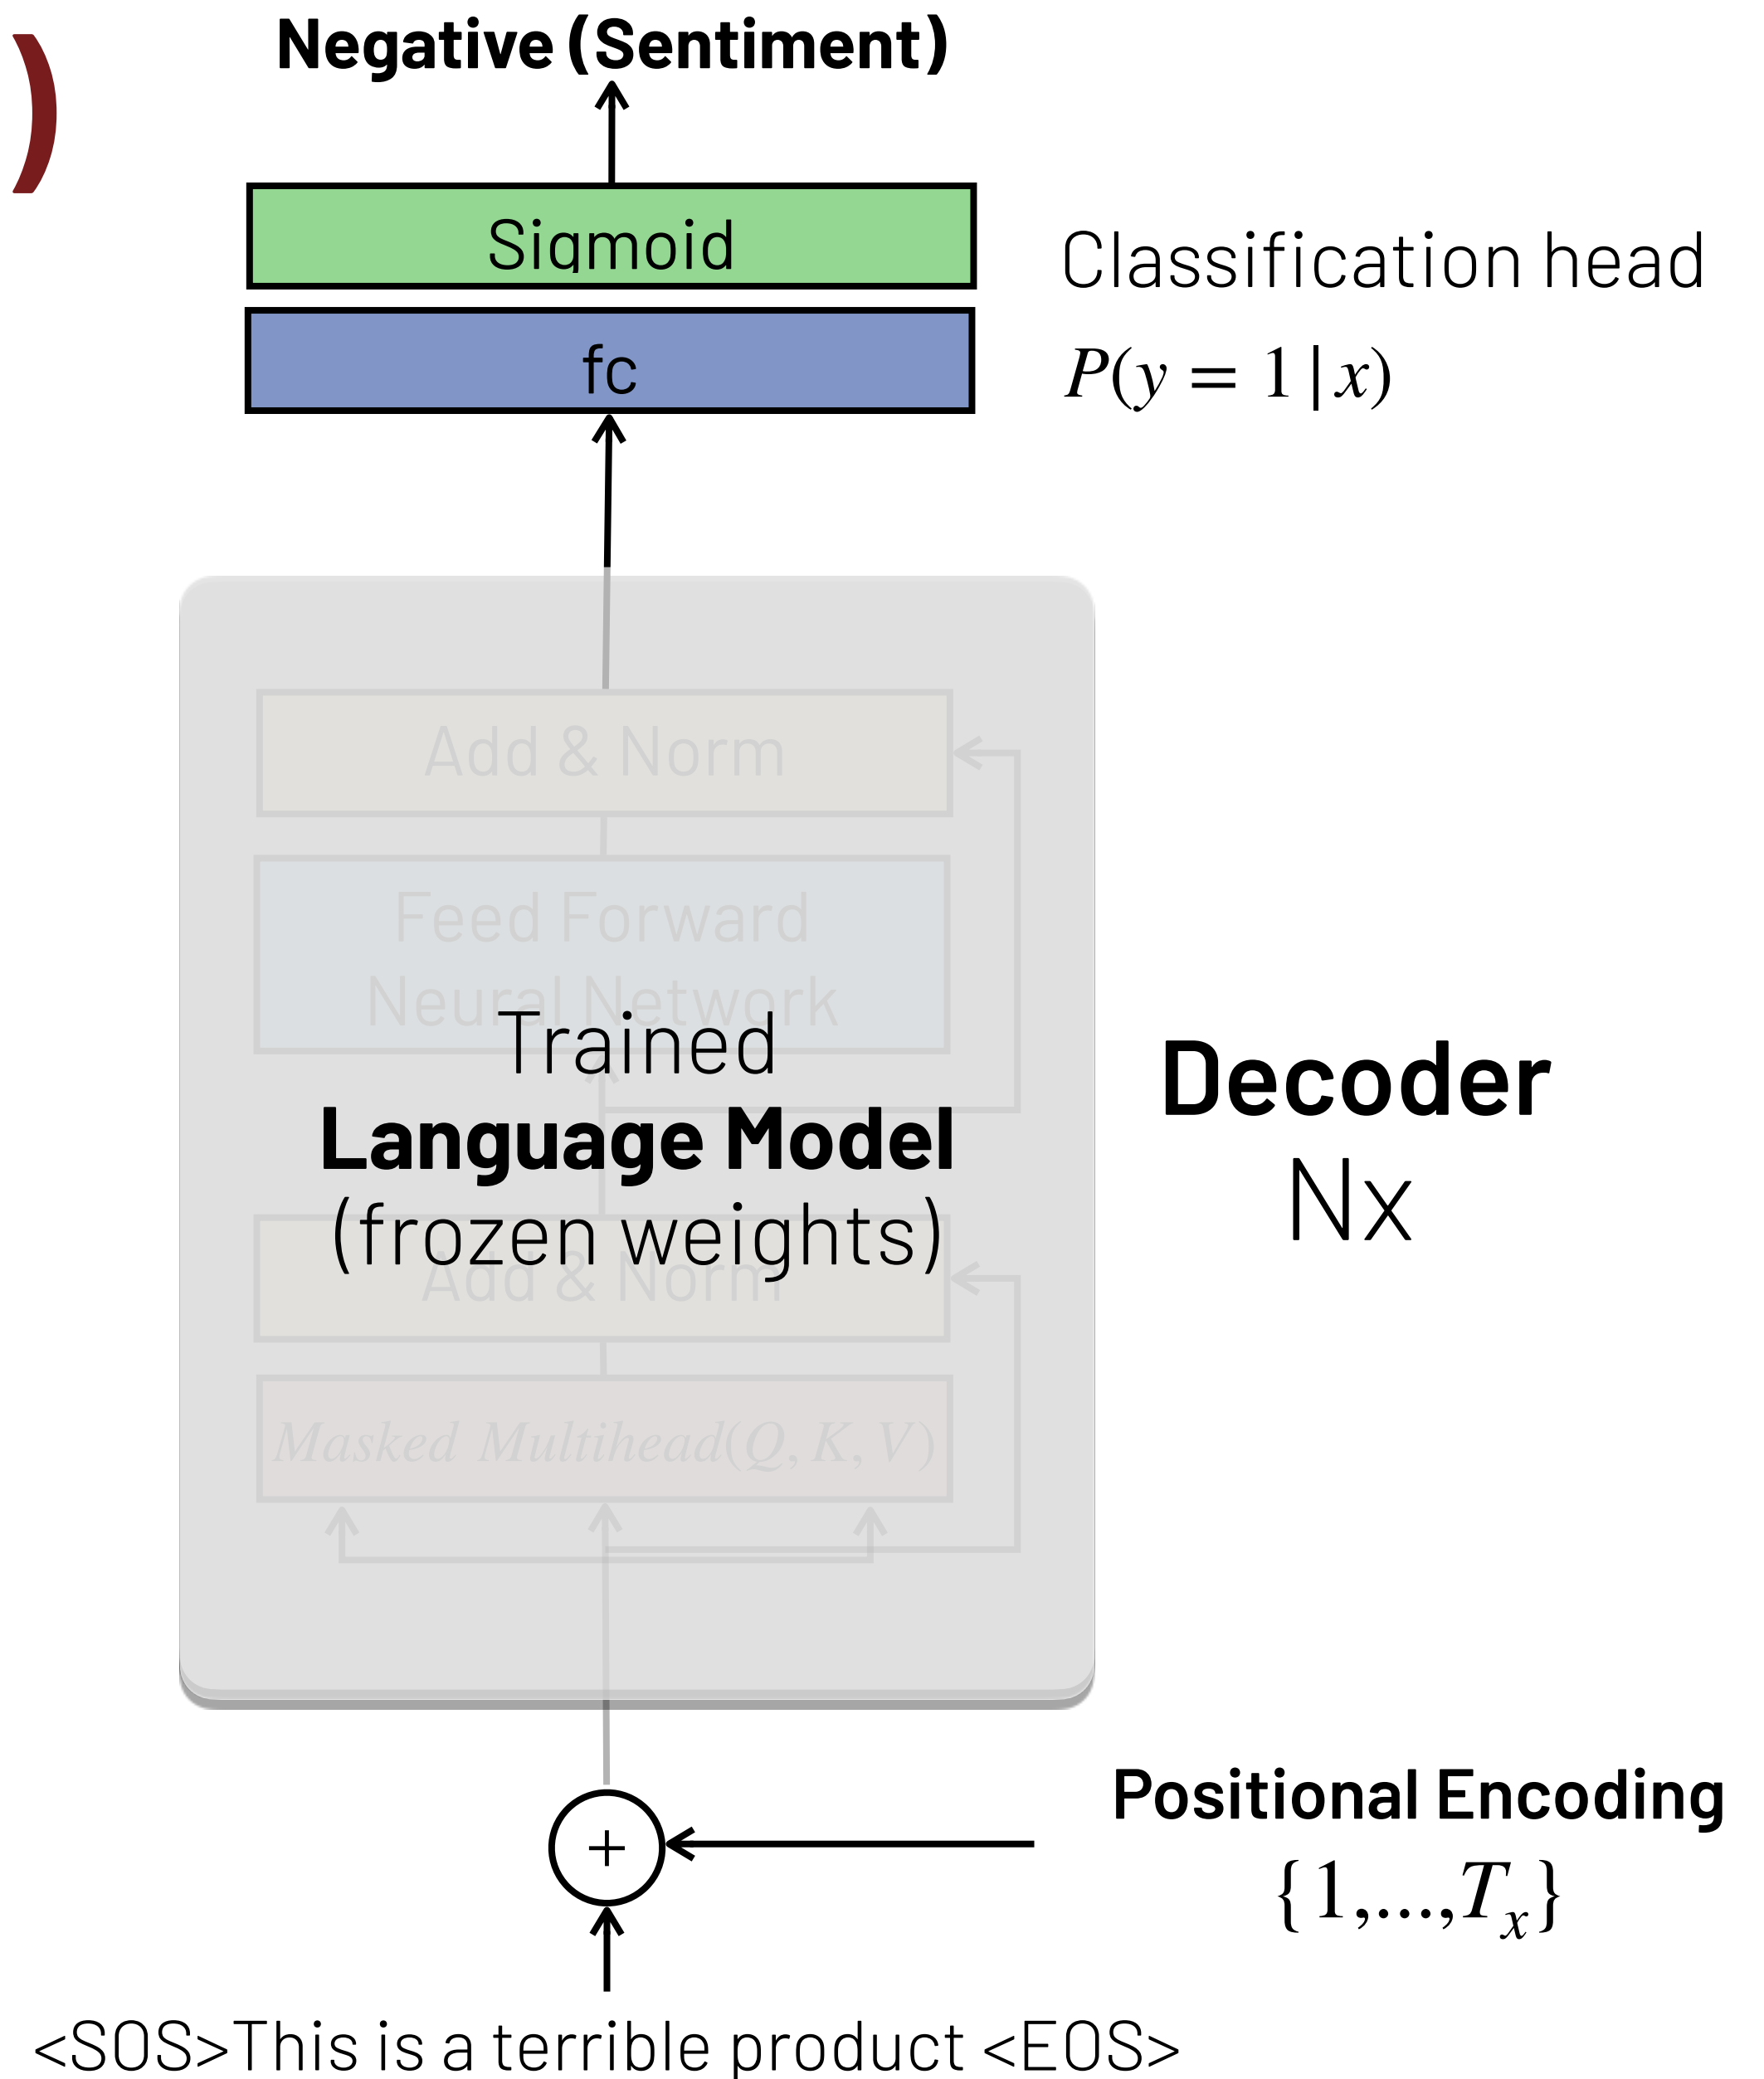 )
Negative (Sentiment)
Sigmoid
Classification head
fc
P(y = 1 | x)
Add & Norm
Feed Forward
Neural Network
Trained
Language Model
(frozen weights)
Decoder
Nx
Add & Norm
Masked Multihead(Q, K, V)
Positional Encoding
+
{1,...,Tₓ}
<SOS>This is a terrible product <EOS>